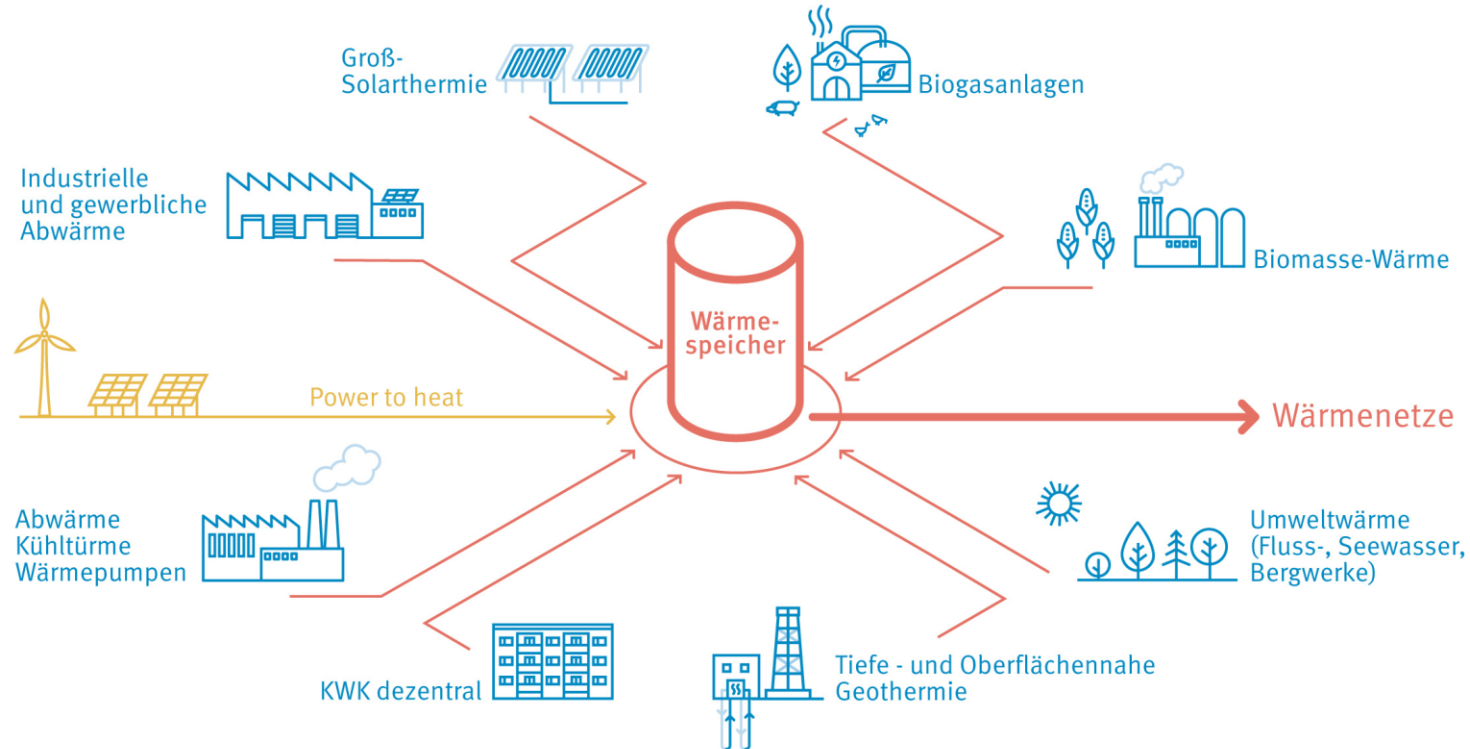 Groß-
Solarthermie
Biogasanlagen
Industrielle
und gewerbliche
Abwärme
Biomasse-Wärme
Wärme-
speicher
Power to heat
Wärmenetze
Abwärme
Kühltürme
Wärmepumpen
Umweltwärme
(Fluss-, Seewasser,
Bergwerke)
KWK dezentral
Tiefe - und Oberflächennahe
Geothermie